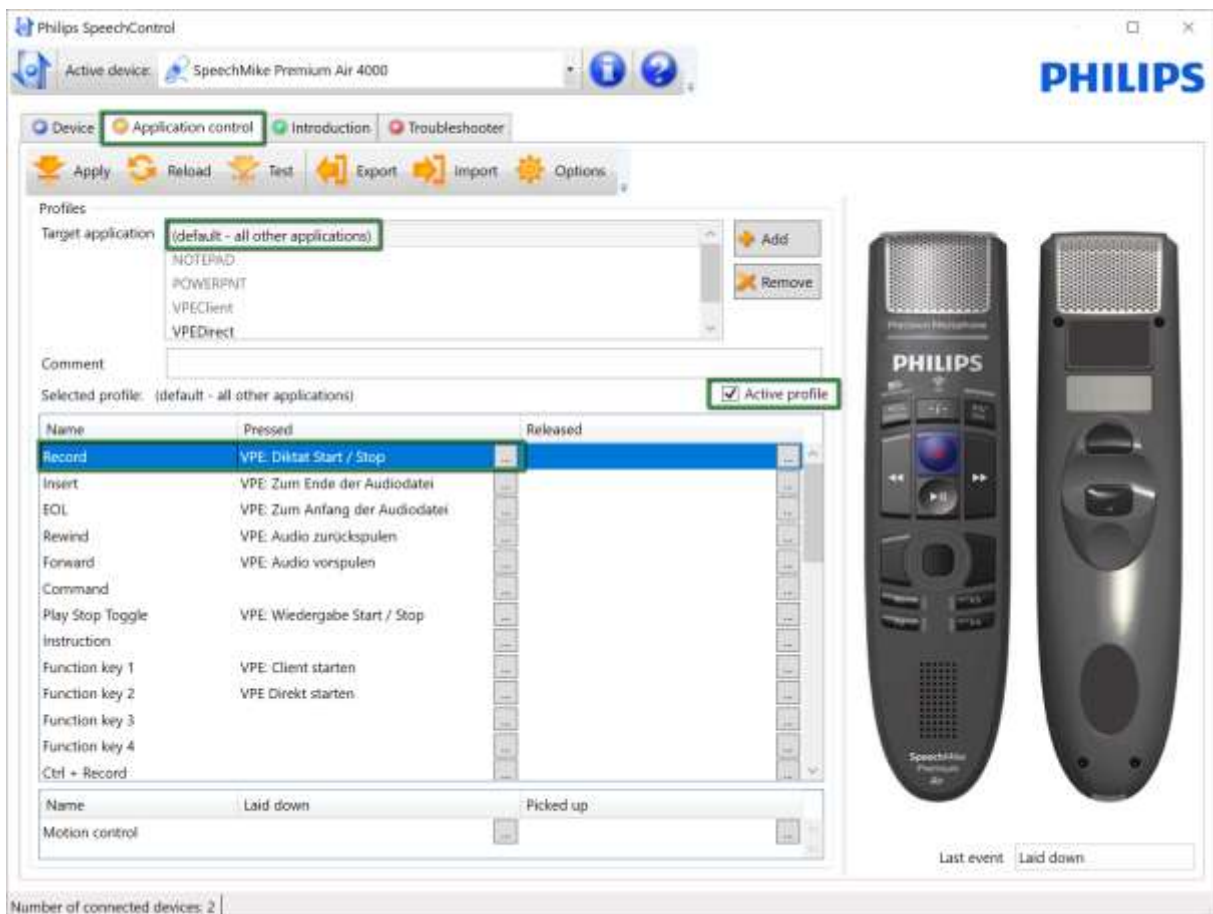 Philips SpeechControl
Active device: SpeechMike Premium Air 4000
PHILIPS
Device Application control Introduction Troubleshooter
Apply Reload Test Export Import Options
Profiles
Target application (default - all other applications) Add
NOTEPAD
POWERPNT Remove
VPEClient
VPEDirect
Comment
Selected profile: (default - all other applications) Active profile
Name Pressed Released
Record VPE: Diktat Start / Stop ... ...
Insert VPE: Zum Ende der Audiodatei ... ...
EOL VPE: Zum Anfang der Audiodatei ... ...
Rewind VPE: Audio zurückspulen ... ...
Forward VPE: Audio vorspulen ... ...
Command ... ...
Play Stop Toggle VPE: Wiedergabe Start / Stop ... ...
Instruction ... ...
Function key 1 VPE: Client starten ... ...
Function key 2 VPE Direkt starten ... ...
Function key 3 ... ...
Function key 4 ... ...
Ctrl + Record ... ...
Name Laid down Picked up
Motion control ... ...
Precision Microphone
PHILIPS
SpeechMike
Premium
Air
Last event Laid down
Number of connected devices: 2